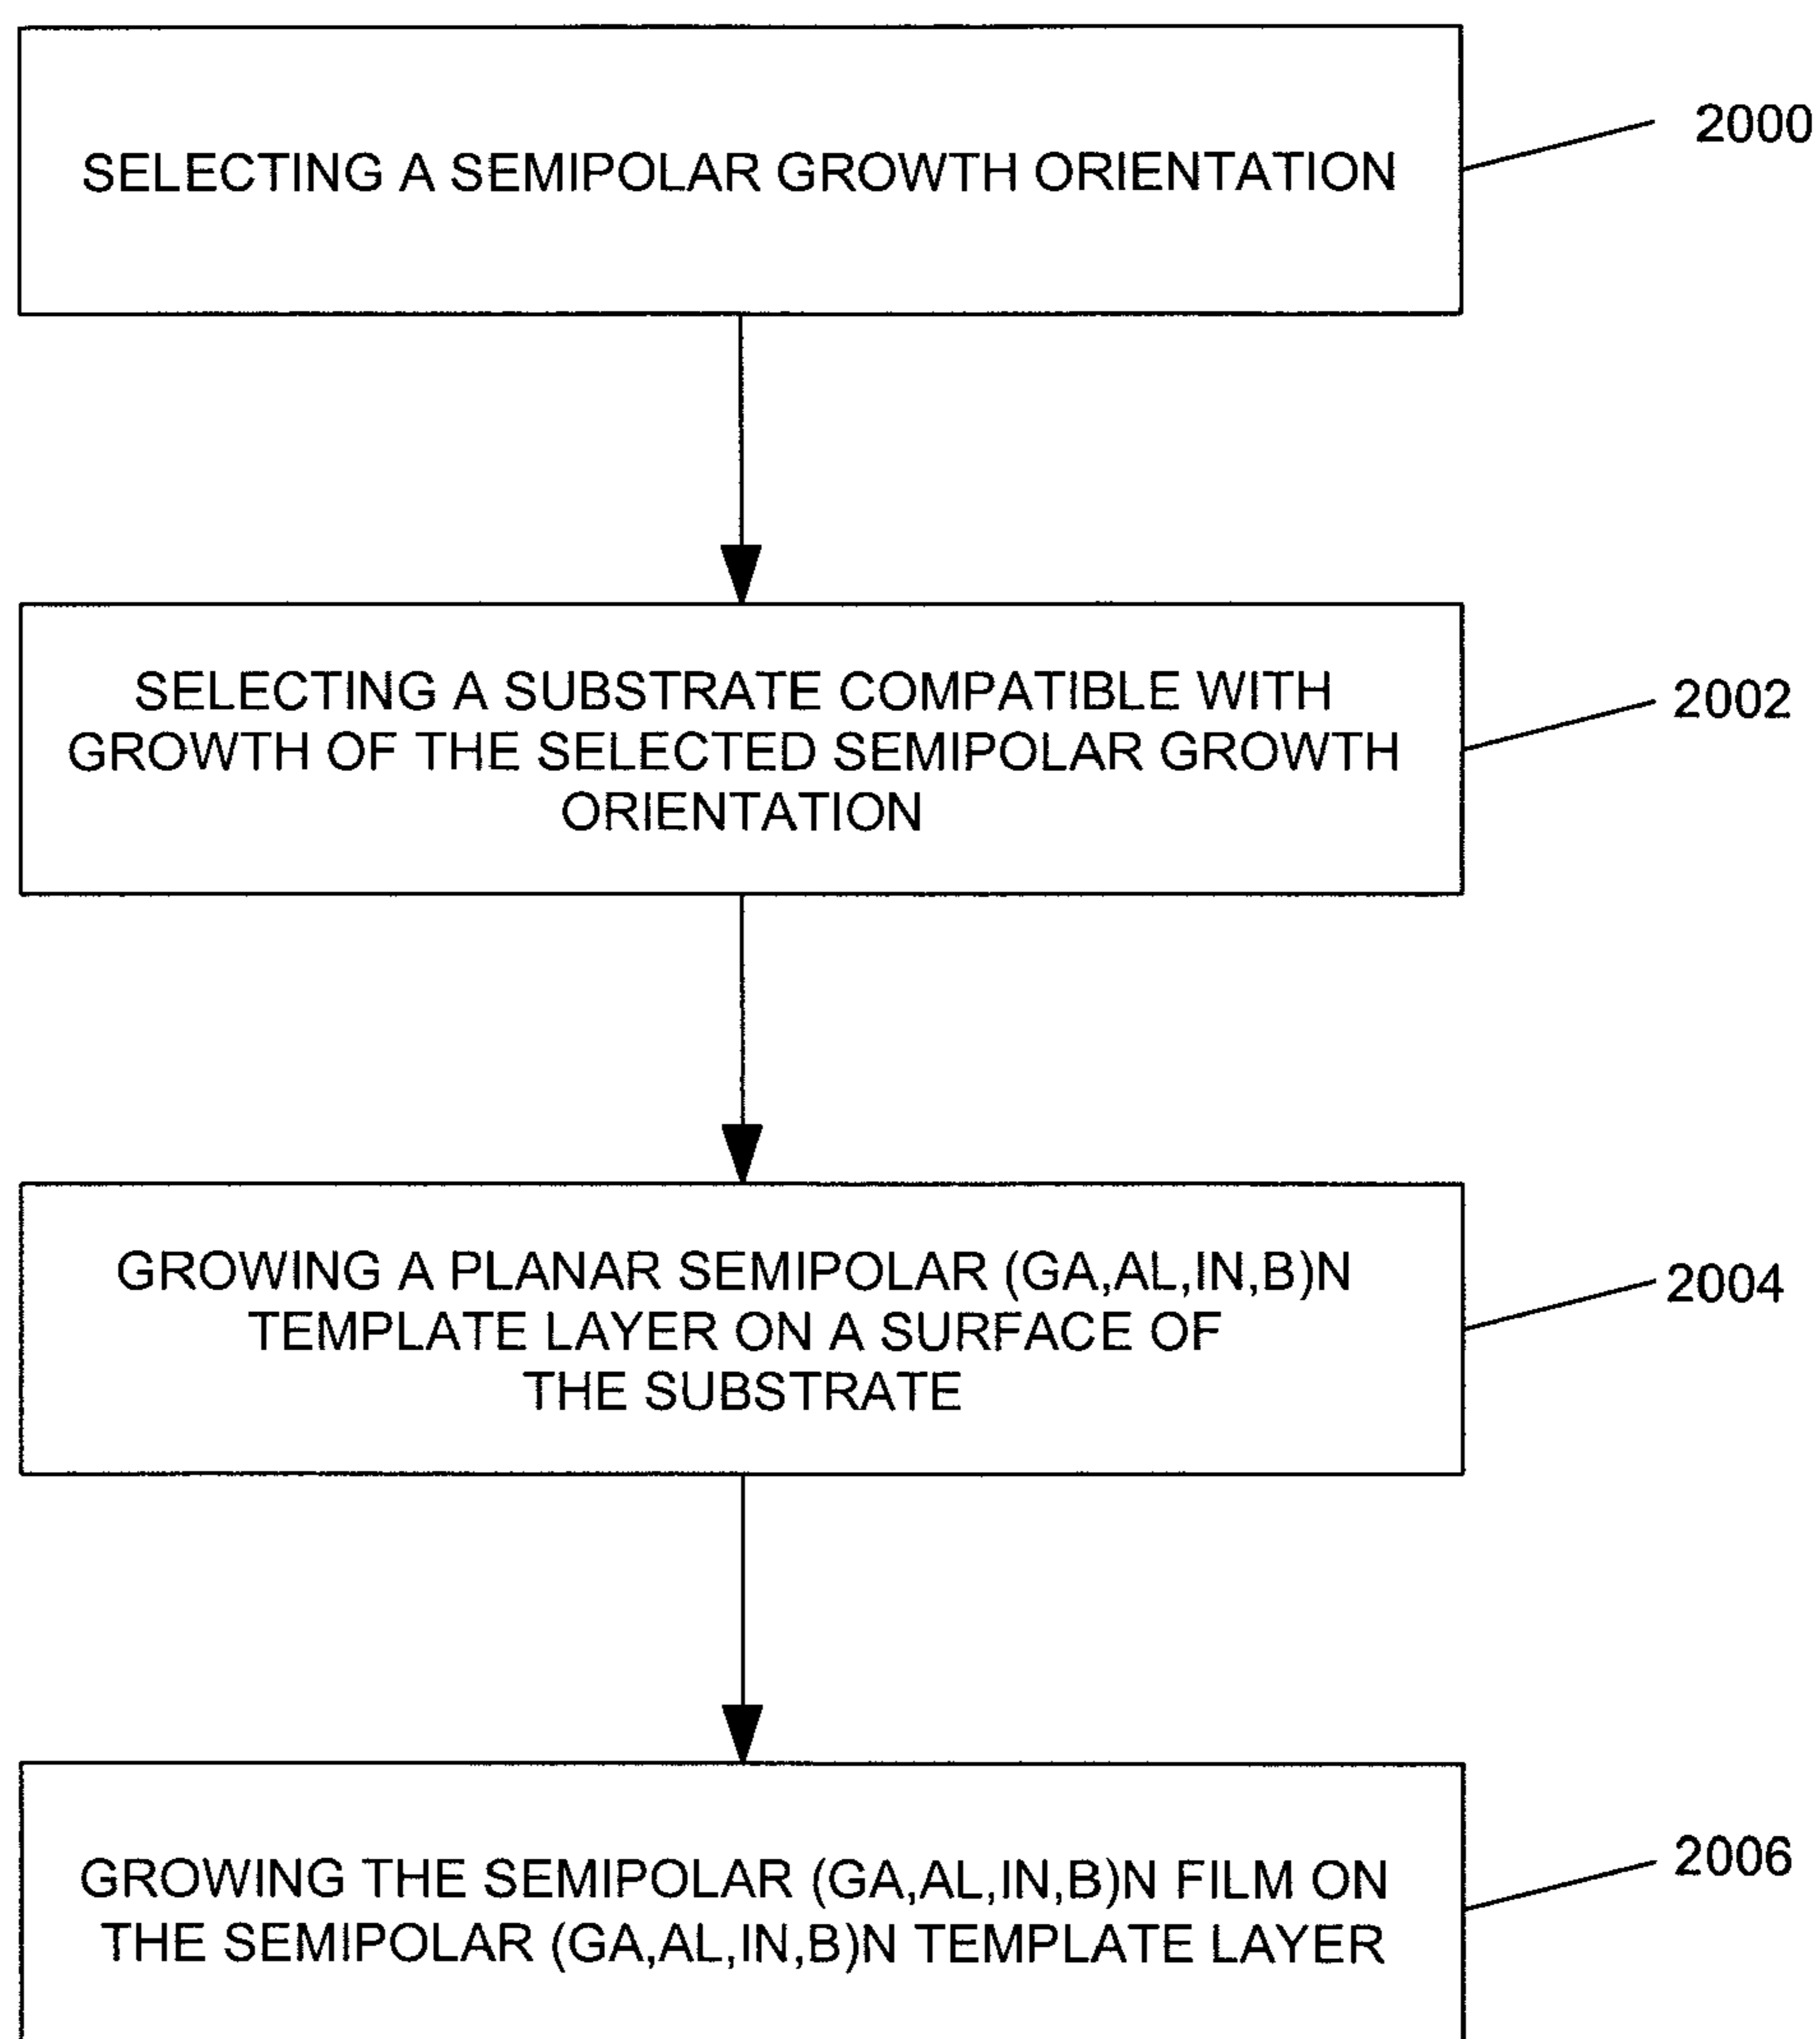 SELECTING A SEMIPOLAR GROWTH ORIENTATION
2000
SELECTING A SUBSTRATE COMPATIBLE WITH
GROWTH OF THE SELECTED SEMIPOLAR GROWTH
ORIENTATION
2002
GROWING A PLANAR SEMIPOLAR (GA,AL,IN,B)N
TEMPLATE LAYER ON A SURFACE OF
THE SUBSTRATE
2004
GROWING THE SEMIPOLAR (GA,AL,IN,B)N FILM ON
THE SEMIPOLAR (GA,AL,IN,B)N TEMPLATE LAYER
2006